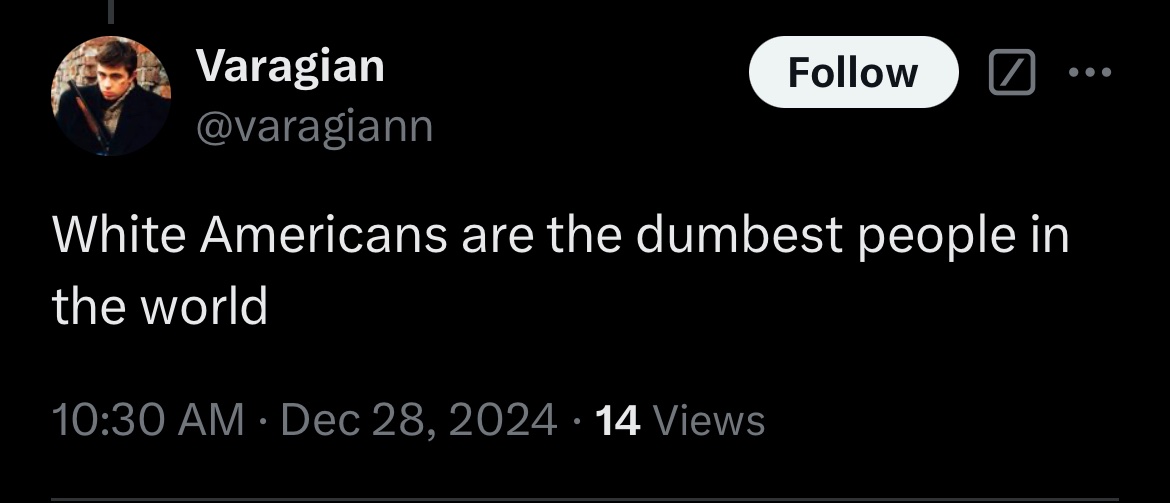 Varagian
Follow
@varagiann
White Americans are the dumbest people in
the world
10:30 AM · Dec 28, 2024 · 14 Views